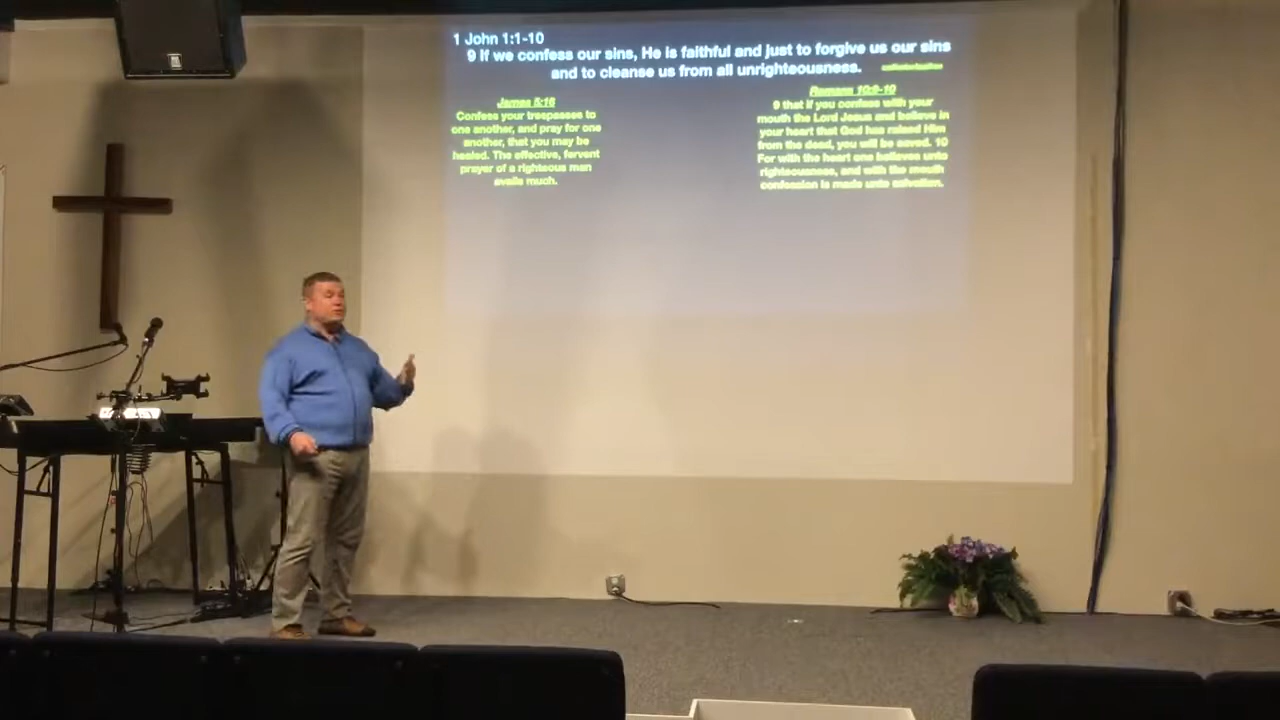 1 John 1:1-10
9 If we confess our sins, He is faithful and just to forgive us our sins
and to cleanse us from all unrighteousness.
James 5:16
Confess your trespasses to
one another, and pray for one
another, that you may be
healed. The effective, fervent
prayer of a righteous man
avails much.
Romans 10:9-10
9 that if you confess with your
mouth the Lord Jesus and believe in
your heart that God has raised Him
from the dead, you will be saved. 10
For with the heart one believes unto
righteousness, and with the mouth
confession is made unto salvation.